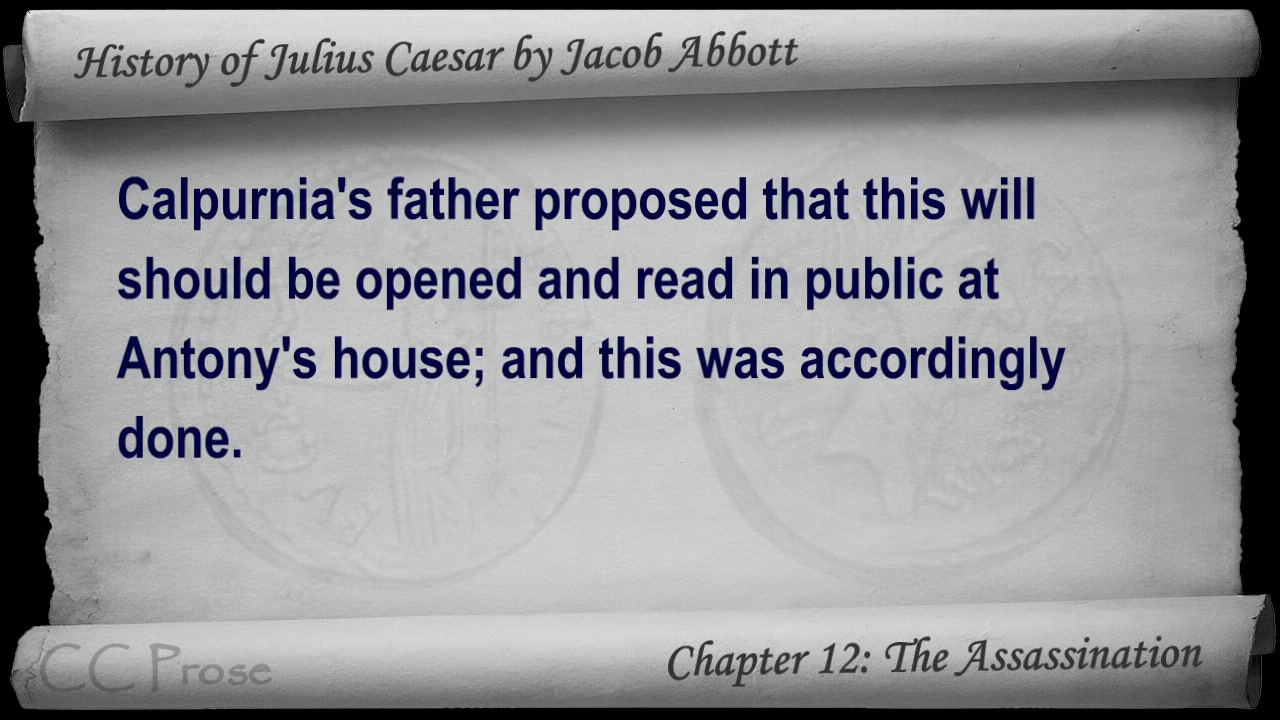 History of Julius Caesar by Jacob Abbott
Calpurnia's father proposed that this will
should be opened and read in public at
Antony's house; and this was accordingly
done.
CC Prose
Chapter 12: The Assassination